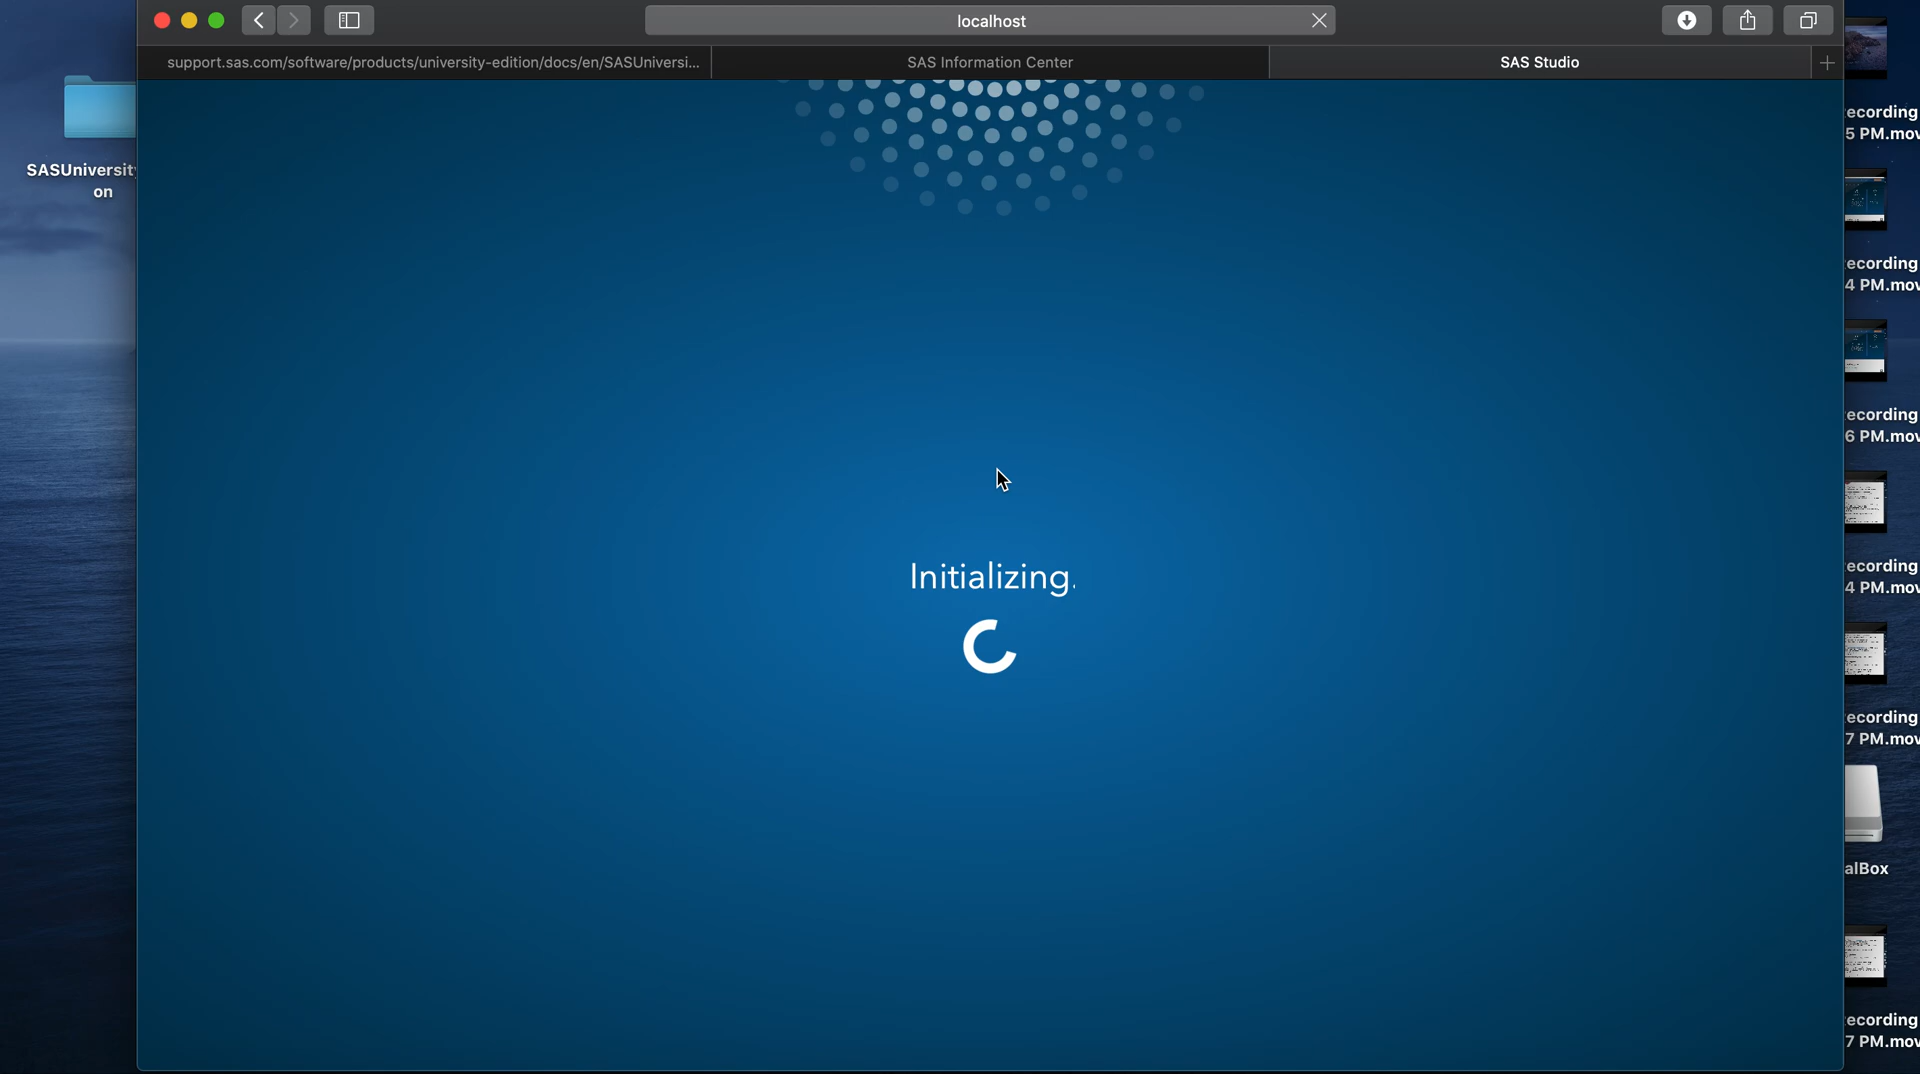 localhost
support.sas.com/software/products/university-edition/docs/en/SASUniversi...
SAS Information Center
SAS Studio
SASUniversity
on
Initializing.
ecording
5 PM.mov
ecording
4 PM.mov
ecording
6 PM.mov
ecording
4 PM.mov
ecording
7 PM.mov
alBox
ecording
7 PM.mov